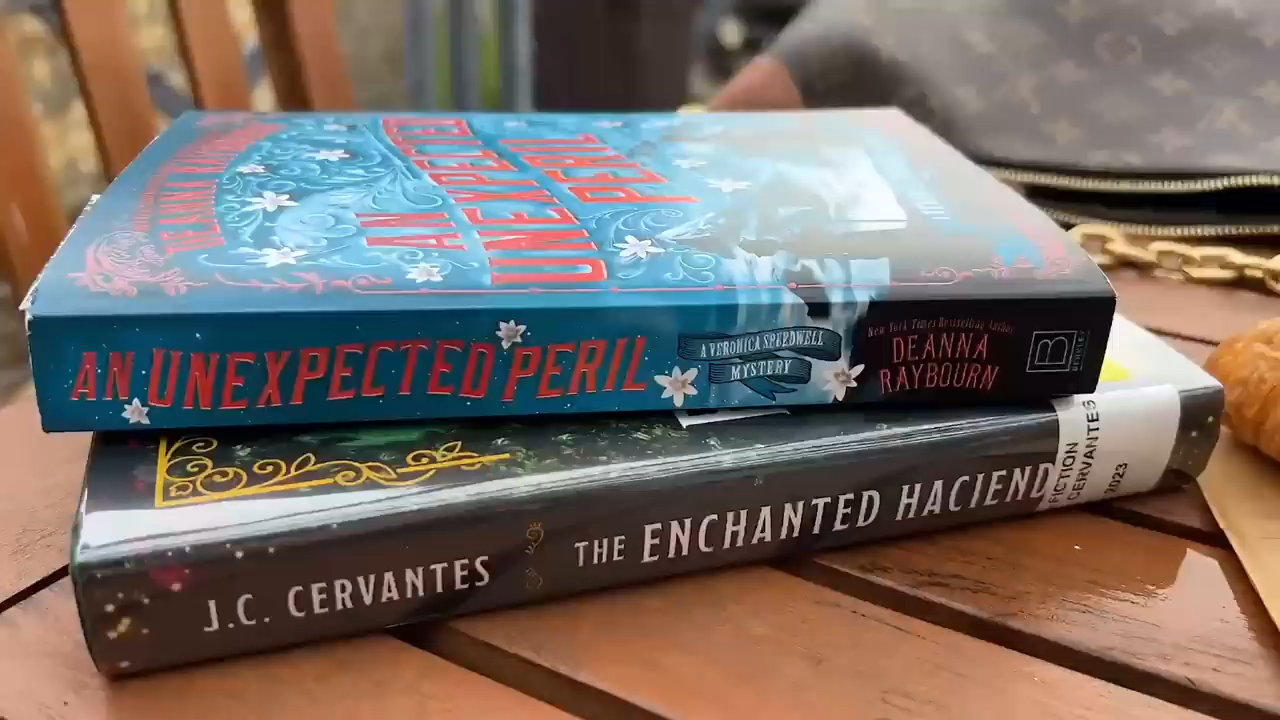 DEANNA RAYBOURN
AN
UNEXPECTED
PERIL
AN UNEXPECTED PERIL
A VERONICA SPEEDWELL
MYSTERY
New York Times Bestselling Author
DEANNA
RAYBOURN
B
BERKLEY
J.C. CERVANTES
THE ENCHANTED HACIEND
FICTION
CERVANTES
2023